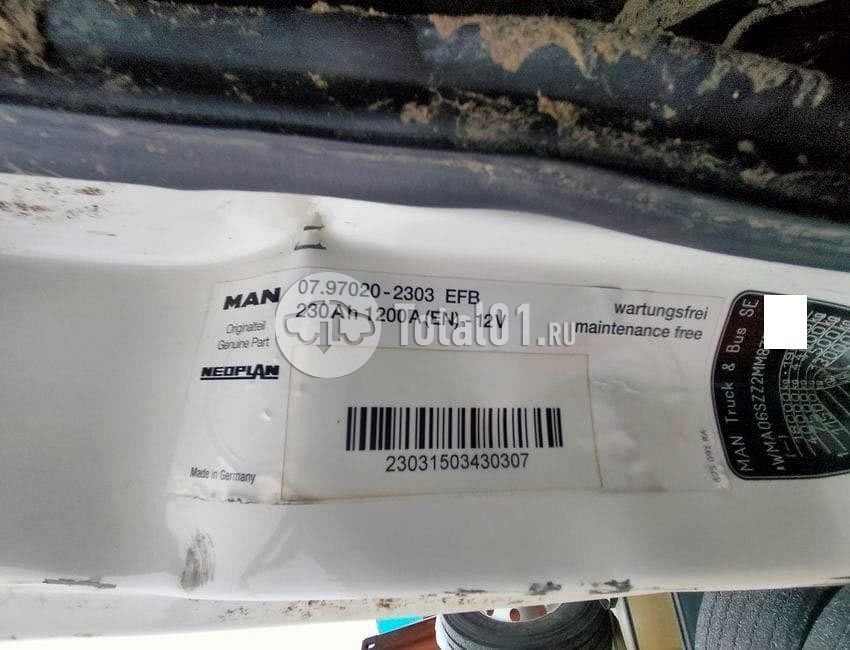 MAN
Originalteil
Genuine Part
NEOPLAN
Made in Germany
07.97020-2303 EFB
230Ah 1200A(EN) 12V
wartungsfrei
maintenance free
Total01.RU
23031503430307
MAN Truck & Bus SE